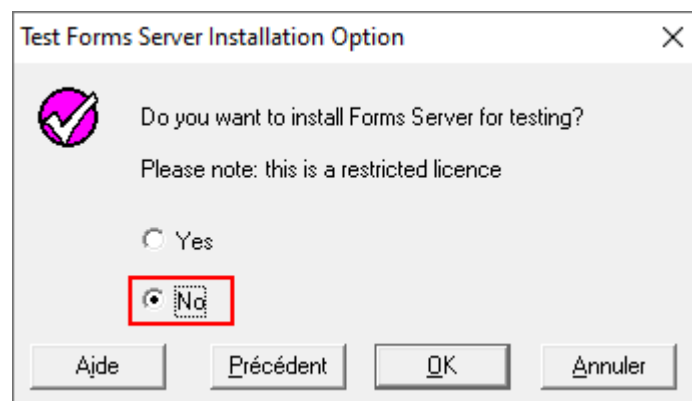 Test Forms Server Installation Option
Do you want to install Forms Server for testing?
Please note: this is a restricted licence
Yes
No
Aide
Précédent
OK
Annuler